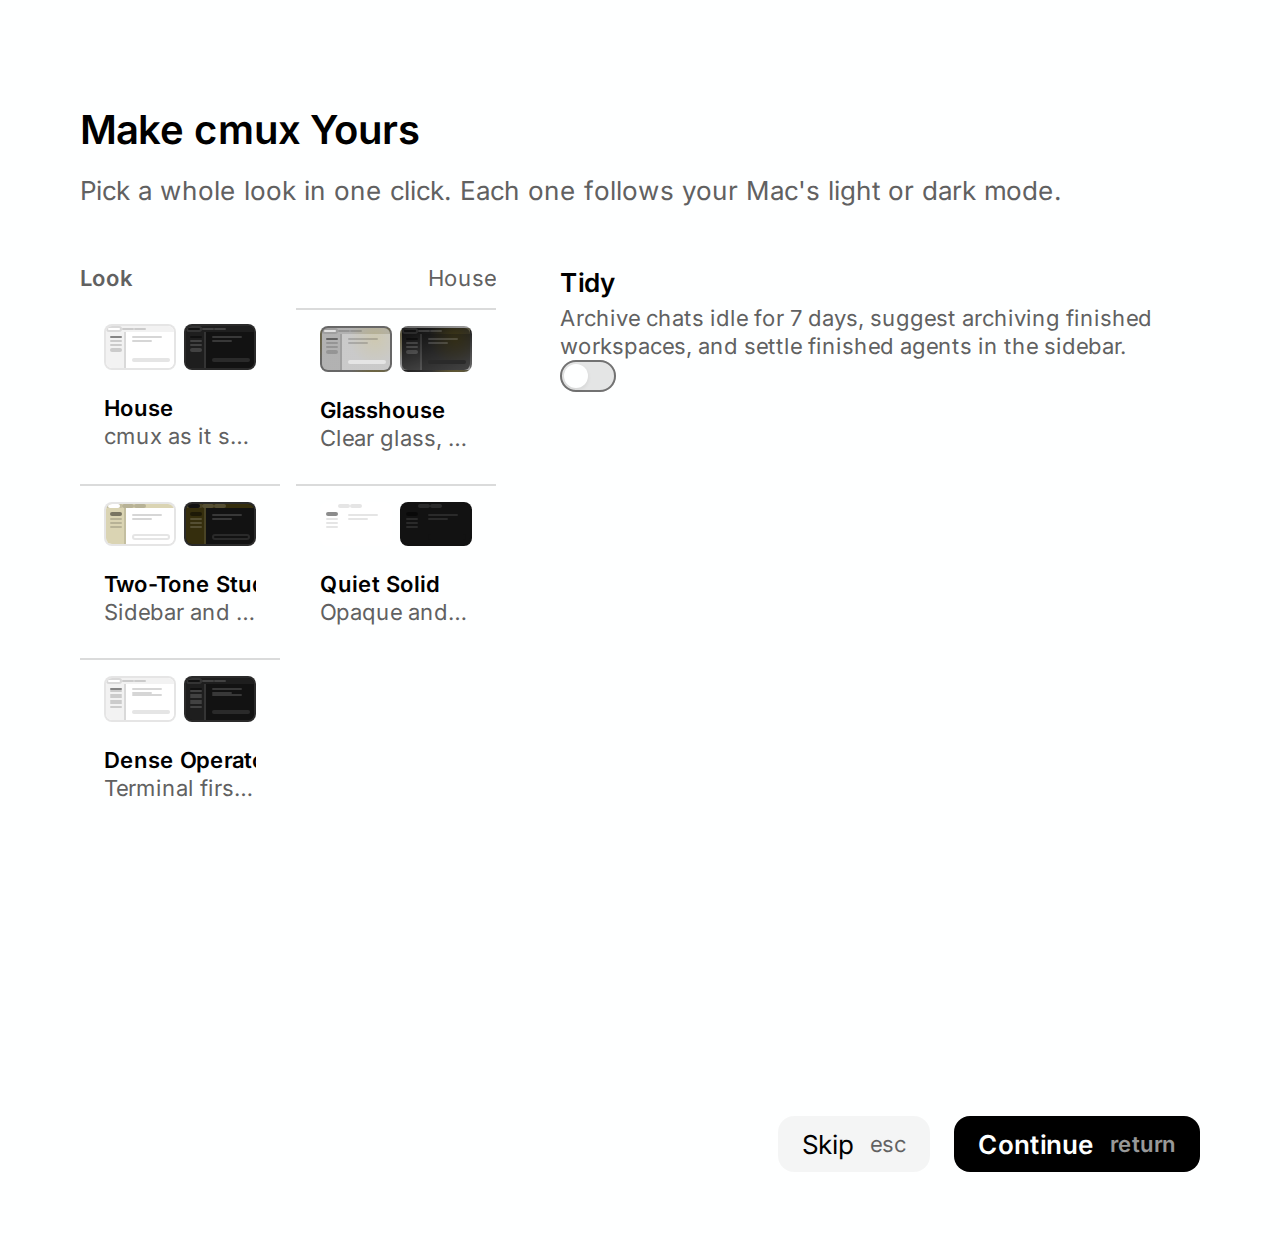 Make cmux Yours
Pick a whole look in one click. Each one follows your Mac's light or dark mode.
Look
House
House
cmux as it s...
Glasshouse
Clear glass, ...
Two-Tone Stu
Sidebar and ...
Quiet Solid
Opaque and...
Dense Operat
Terminal firs...
Tidy
Archive chats idle for 7 days, suggest archiving finished
workspaces, and settle finished agents in the sidebar.
Skip esc
Continue return